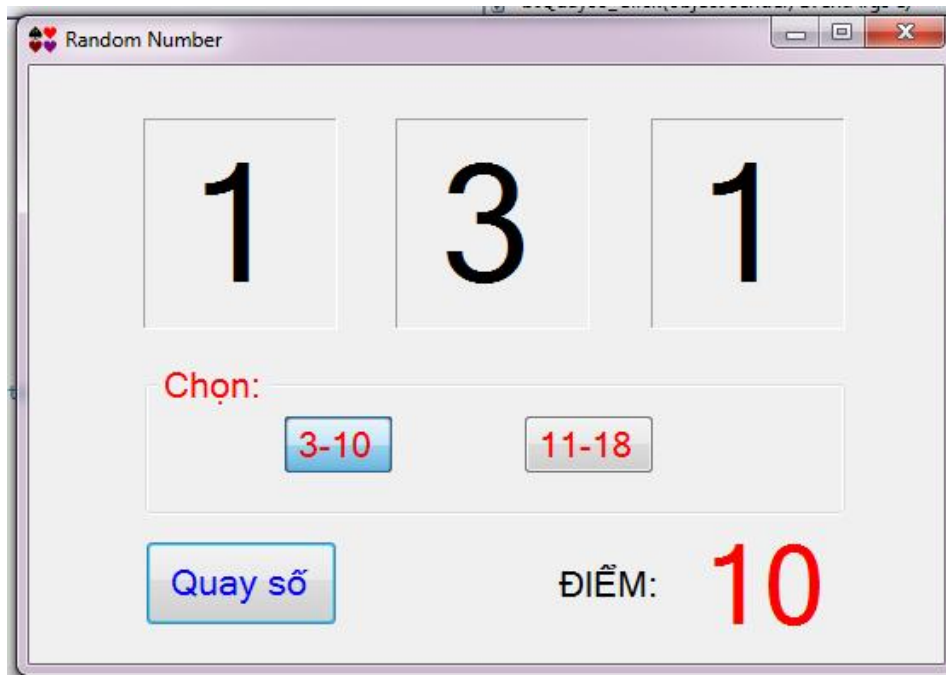 Random Number
1 3 1
Chọn:
3-10 11-18
Quay số ĐIỂM: 10